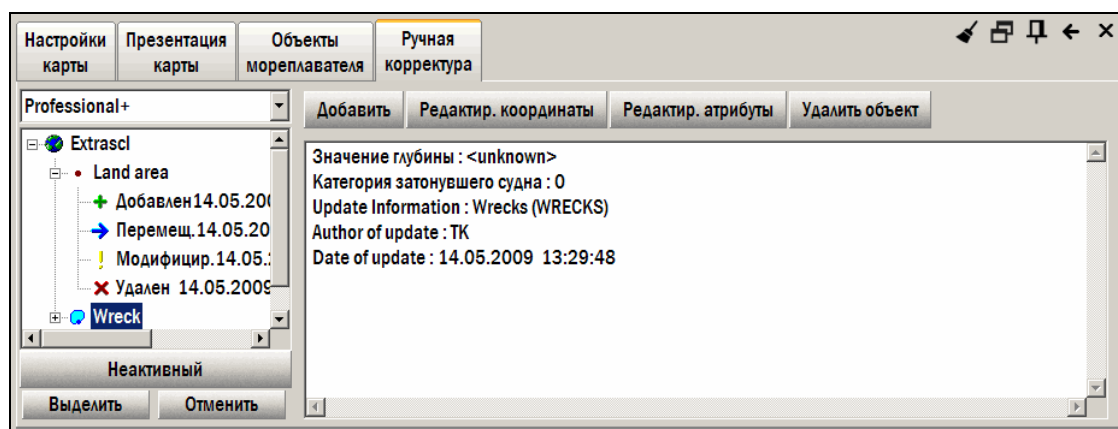 Настройки карты
Презентация карты
Объекты мореплавателя
Ручная корректура
Professional+
Добавить
Редактир. координаты
Редактир. атрибуты
Удалить объект
Extrascl
Land area
Добавлен14.05.200
Перемещ.14.05.20
Модифицир.14.05.
Удален 14.05.2009
Wreck
Неактивный
Выделить
Отменить
Значение глубины : <unknown>
Категория затонувшего судна : 0
Update Information : Wrecks (WRECKS)
Author of update : TK
Date of update : 14.05.2009 13:29:48